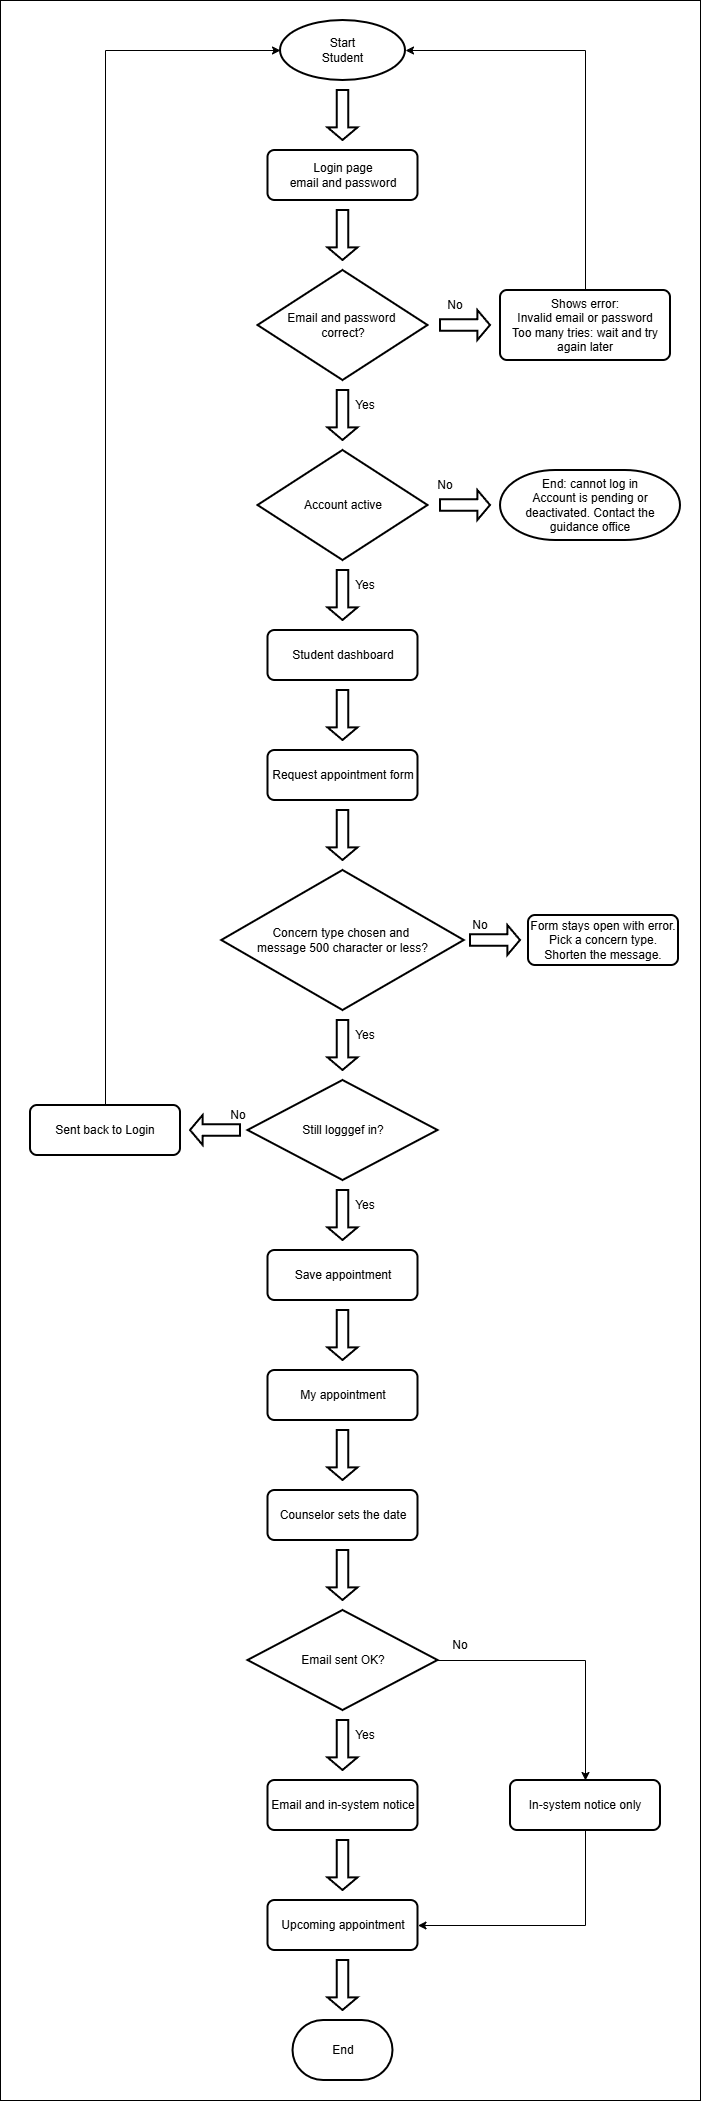 Start
Student
Login page
email and password
Email and password
correct?
No
Shows error:
Invalid email or password
Too many tries: wait and try
again later
Yes
Account active
No
End: cannot log in
Account is pending or
deactivated. Contact the
guidance office
Yes
Student dashboard
Request appointment form
Concern type chosen and
message 500 character or less?
No
Form stays open with error.
Pick a concern type.
Shorten the message.
Yes
Still logggef in?
No
Sent back to Login
Yes
Save appointment
My appointment
Counselor sets the date
Email sent OK?
No
Yes
Email and in-system notice
In-system notice only
Upcoming appointment
End